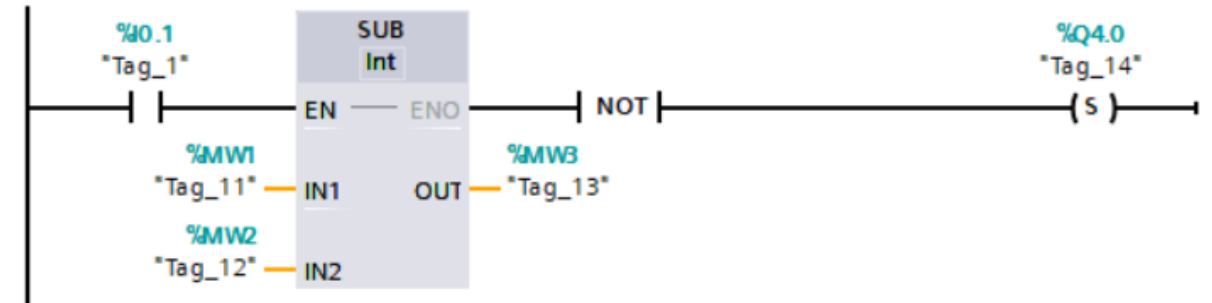 %I0.1
"Tag_1"
SUB
Int
%Q4.0
"Tag_14"
EN
ENO
NOT
( S )
%MW1
"Tag_11"
IN1
OUT
%MW3
"Tag_13"
%MW2
"Tag_12"
IN2